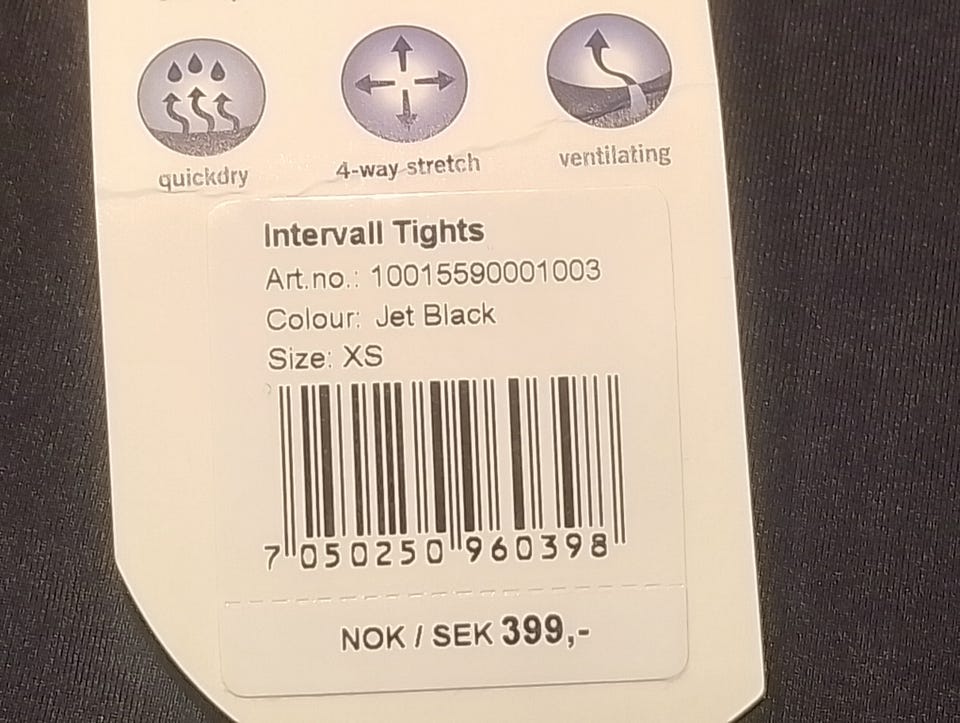 quickdry
4-way stretch
ventilating
Intervall Tights
Art.no.: 10015590001003
Colour: Jet Black
Size: XS
7 050250 960398
NOK / SEK 399,-